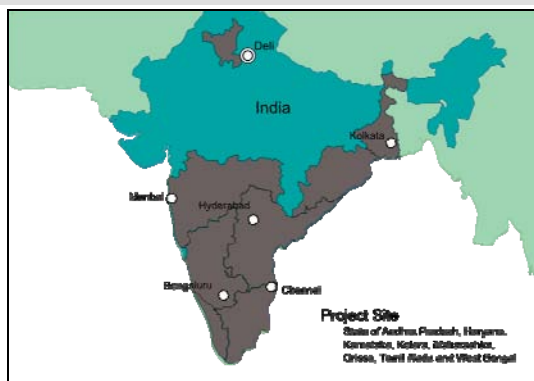 Deli
India
Kolkata
Mumbai
Hyderabad
Bengaluru
Chennai
Project Site
State of Andhra Pradesh, Haryana,
Karnataka, Kerala, Maharashtra,
Orissa, Tamil Nadu and West Bengal